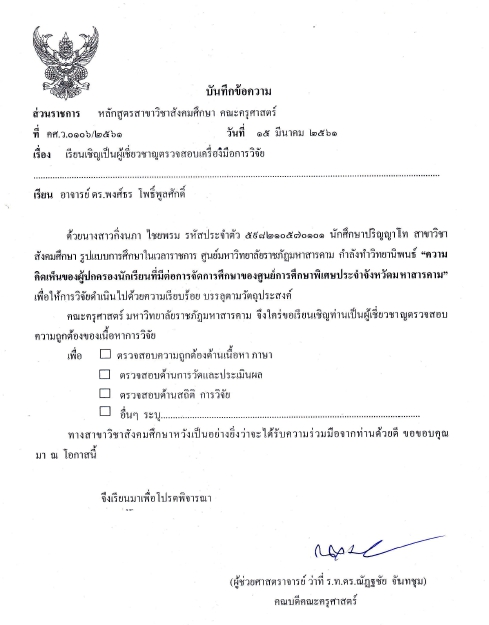 บันทึกข้อความ
ส่วนราชการ หลักสูตรสาขาวิชาสังคมศึกษา คณะครุศาสตร์
ที่ คศ.ว.๐๑๐๖/๒๕๖๑ วันที่ ๑๕ มีนาคม ๒๕๖๑
เรื่อง เรียนเชิญเป็นผู้เชี่ยวชาญตรวจสอบเครื่องมือการวิจัย
เรียน อาจารย์ ดร.พงศ์ธร โพธิ์พูลศักดิ์
ด้วยนางสาวกิ่งนภา ไชยพรม รหัสประจำตัว ๕๙๘๒๑๐๕๗๐๑๐๑ นักศึกษาปริญญาโท สาขาวิชา
สังคมศึกษา รูปแบบการศึกษาในเวลาราชการ ศูนย์มหาวิทยาลัยราชภัฏมหาสารคาม กำลังทำวิทยานิพนธ์ “ความ
คิดเห็นของผู้ปกครองนักเรียนที่มีต่อการจัดการศึกษาของศูนย์การศึกษาพิเศษประจำจังหวัดมหาสารคาม”
เพื่อให้การวิจัยดำเนินไปด้วยความเรียบร้อย บรรลุตามวัตถุประสงค์
คณะครุศาสตร์ มหาวิทยาลัยราชภัฏมหาสารคาม จึงใคร่ขอเรียนเชิญท่านเป็นผู้เชี่ยวชาญตรวจสอบ
ความถูกต้องของเนื้อหาการวิจัย
เพื่อ ☐ ตรวจสอบความถูกต้องด้านเนื้อหา ภาษา
☐ ตรวจสอบด้านการวัดและประเมินผล
☐ ตรวจสอบด้านสถิติ การวิจัย
☐ อื่นๆ ระบุ..............................................................
ทางสาขาวิชาสังคมศึกษาหวังเป็นอย่างยิ่งว่าจะได้รับความร่วมมือจากท่านด้วยดี ขอขอบคุณ
มา ณ โอกาสนี้
จึงเรียนมาเพื่อโปรดพิจารณา
(ผู้ช่วยศาสตราจารย์ ว่าที่ ร.ท.ดร.ณัฏฐชัย จันทชุม)
คณบดีคณะครุศาสตร์